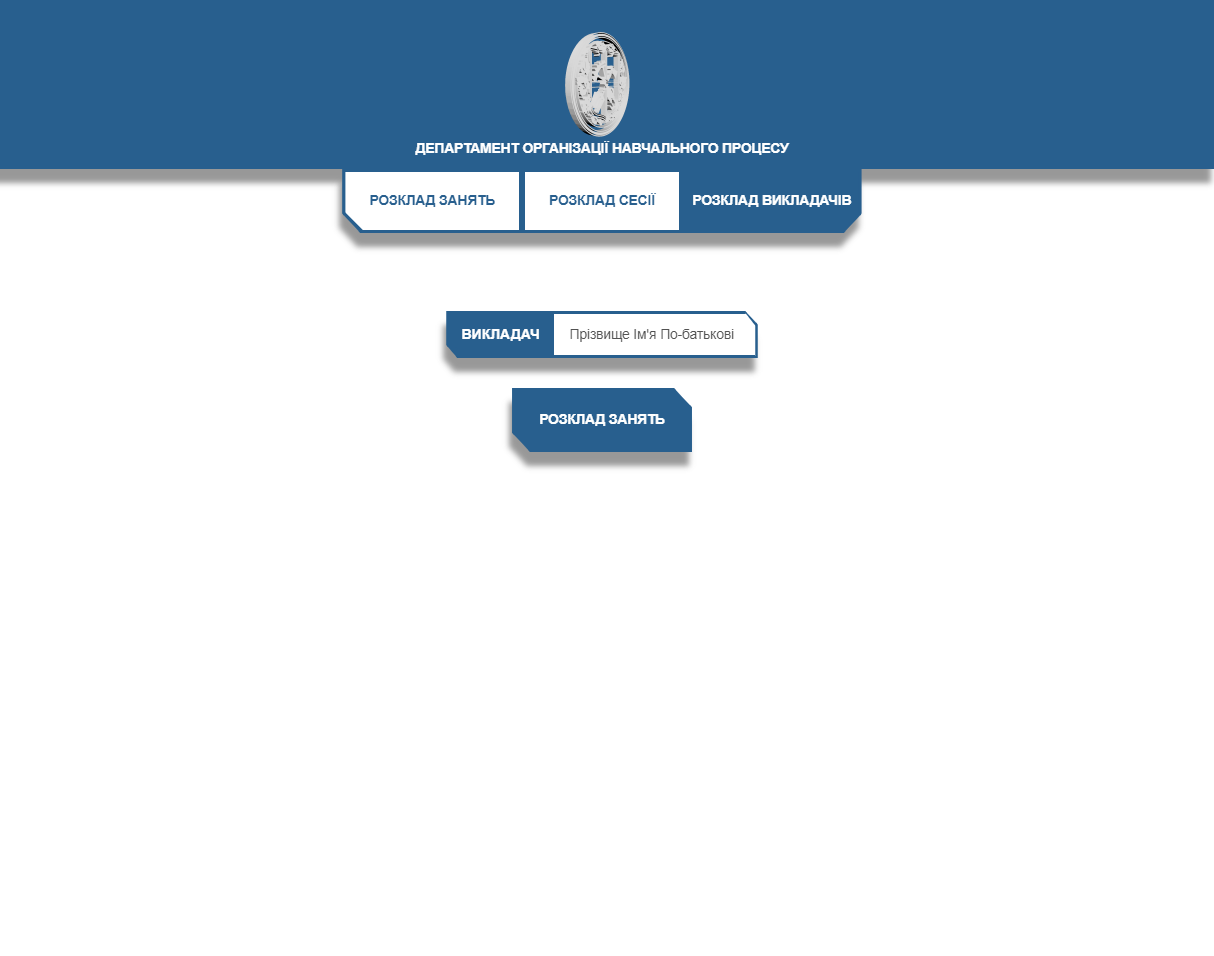 ДЕПАРТАМЕНТ ОРГАНІЗАЦІЇ НАВЧАЛЬНОГО ПРОЦЕСУ
РОЗКЛАД ЗАНЯТЬ РОЗКЛАД СЕСІЇ РОЗКЛАД ВИКЛАДАЧІВ
ВИКЛАДАЧ Прізвище Ім'я По-батькові
РОЗКЛАД ЗАНЯТЬ